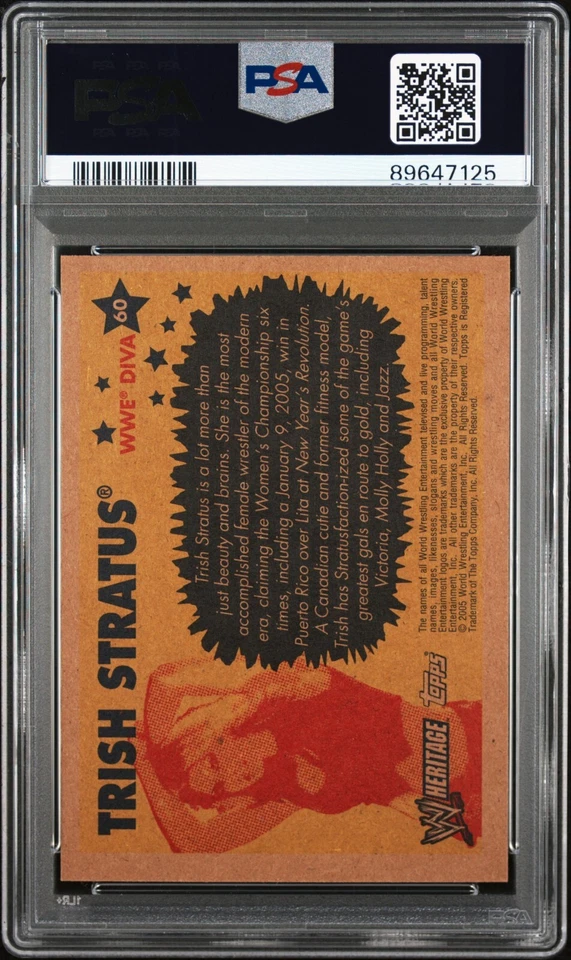 PSA
PSA
89647125
60
WWE® DIVA
TRISH STRATUS®
Trish Stratus is a lot more than
just beauty and brains. She is the most
accomplished female wrestler of the modern
era, claiming the Women's Championship six
times, including a January 9, 2005, win in
Puerto Rico over Lita at New Year's Revolution.
A Canadian cutie and former fitness model,
Trish has Stratusfaction-ized some of the game's
greatest gals en route to gold, including
Victoria, Molly Holly and Jazz.
W HERITAGE
topps®
The names of all World Wrestling Entertainment televised and live programming, talent
names, images, likenesses, slogans and wrestling moves and all World Wrestling
Entertainment logos are trademarks which are the exclusive property of World Wrestling
Entertainment, Inc. All other trademarks are the property of their respective owners.
© 2005 World Wrestling Entertainment, Inc. All Rights Reserved. Topps is Registered
Trademark of The Topps Company, Inc. All Rights Reserved.
PSA